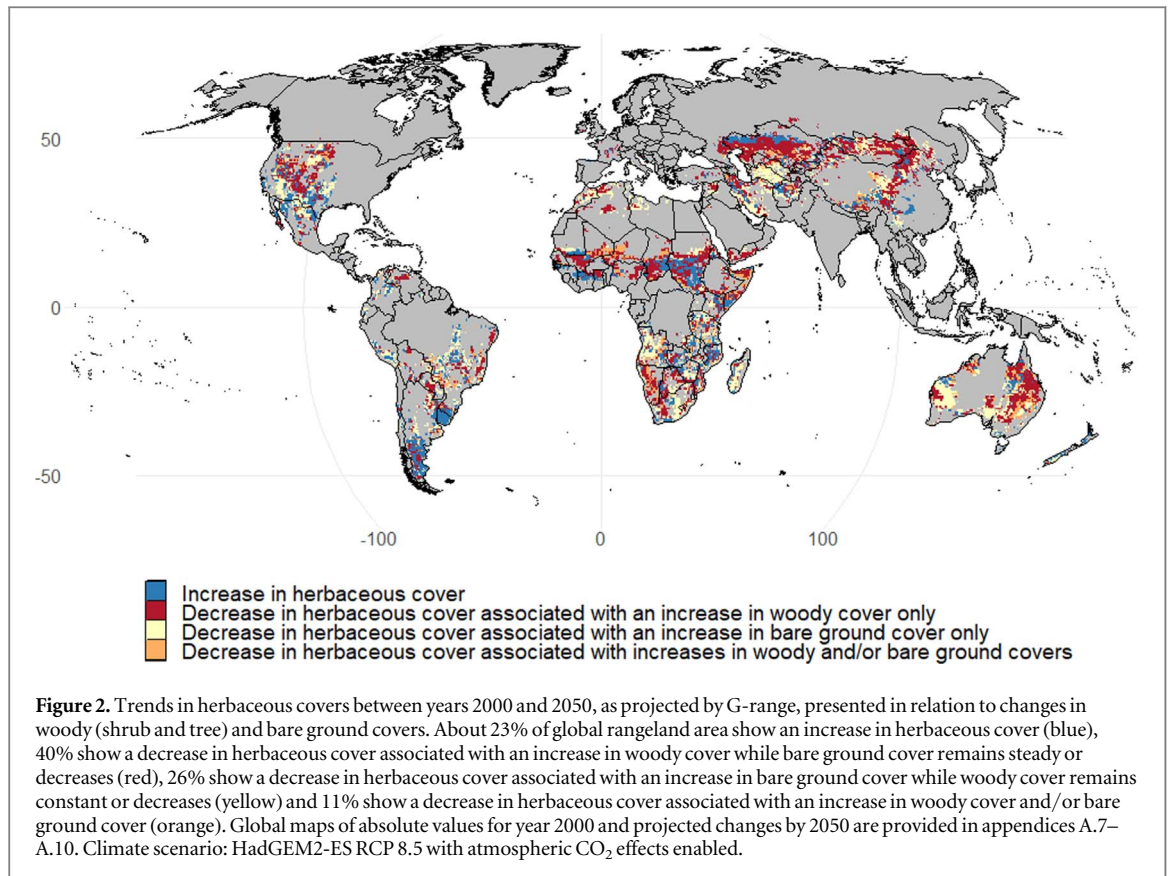 50
0
-50
-100
0
100
Increase in herbaceous cover
Decrease in herbaceous cover associated with an increase in woody cover only
Decrease in herbaceous cover associated with an increase in bare ground cover only
Decrease in herbaceous cover associated with increases in woody and/or bare ground covers
Figure 2. Trends in herbaceous covers between years 2000 and 2050, as projected by G-range, presented in relation to changes in
woody (shrub and tree) and bare ground covers. About 23% of global rangeland area show an increase in herbaceous cover (blue),
40% show a decrease in herbaceous cover associated with an increase in woody cover while bare ground cover remains steady or
decreases (red), 26% show a decrease in herbaceous cover associated with an increase in bare ground cover while woody cover remains
constant or decreases (yellow) and 11% show a decrease in herbaceous cover associated with an increase in woody cover and/or bare
ground cover (orange). Global maps of absolute values for year 2000 and projected changes by 2050 are provided in appendices A.7–
A.10. Climate scenario: HadGEM2-ES RCP 8.5 with atmospheric CO₂ effects enabled.